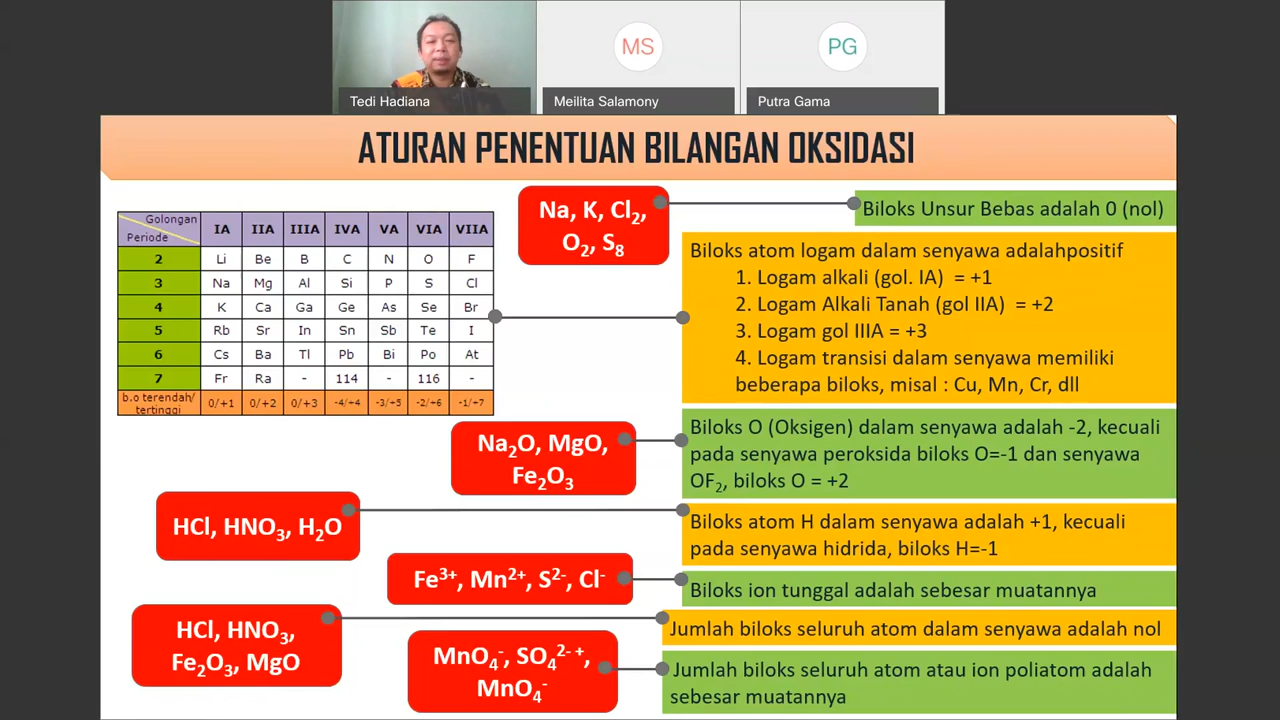 MS
PG
Tedi Hadiana
Meilita Salamony
Putra Gama
ATURAN PENENTUAN BILANGAN OKSIDASI
Golongan
Periode
IA IIA IIIA IVA VA VIA VIIA
2 Li Be B C N O F
3 Na Mg Al Si P S Cl
4 K Ca Ga Ge As Se Br
5 Rb Sr In Sn Sb Te I
6 Cs Ba Tl Pb Bi Po At
7 Fr Ra - 114 - 116 -
b.o terendah/
tertinggi
0/+1 0/+2 0/+3 -4/+4 -3/+5 -2/+6 -1/+7
Na, K, Cl₂,
O₂, S₈
Biloks Unsur Bebas adalah 0 (nol)
Biloks atom logam dalam senyawa adalahpositif
1. Logam alkali (gol. IA) = +1
2. Logam Alkali Tanah (gol IIA) = +2
3. Logam gol IIIA = +3
4. Logam transisi dalam senyawa memiliki
beberapa biloks, misal : Cu, Mn, Cr, dll
Na₂O, MgO,
Fe₂O₃
Biloks O (Oksigen) dalam senyawa adalah -2, kecuali
pada senyawa peroksida biloks O=-1 dan senyawa
OF₂, biloks O = +2
HCl, HNO₃, H₂O
Biloks atom H dalam senyawa adalah +1, kecuali
pada senyawa hidrida, biloks H=-1
Fe³⁺, Mn²⁺, S²⁻, Cl⁻
Biloks ion tunggal adalah sebesar muatannya
HCl, HNO₃,
Fe₂O₃, MgO
Jumlah biloks seluruh atom dalam senyawa adalah nol
MnO₄⁻, SO₄²⁻ ⁺,
MnO₄⁻
Jumlah biloks seluruh atom atau ion poliatom adalah
sebesar muatannya